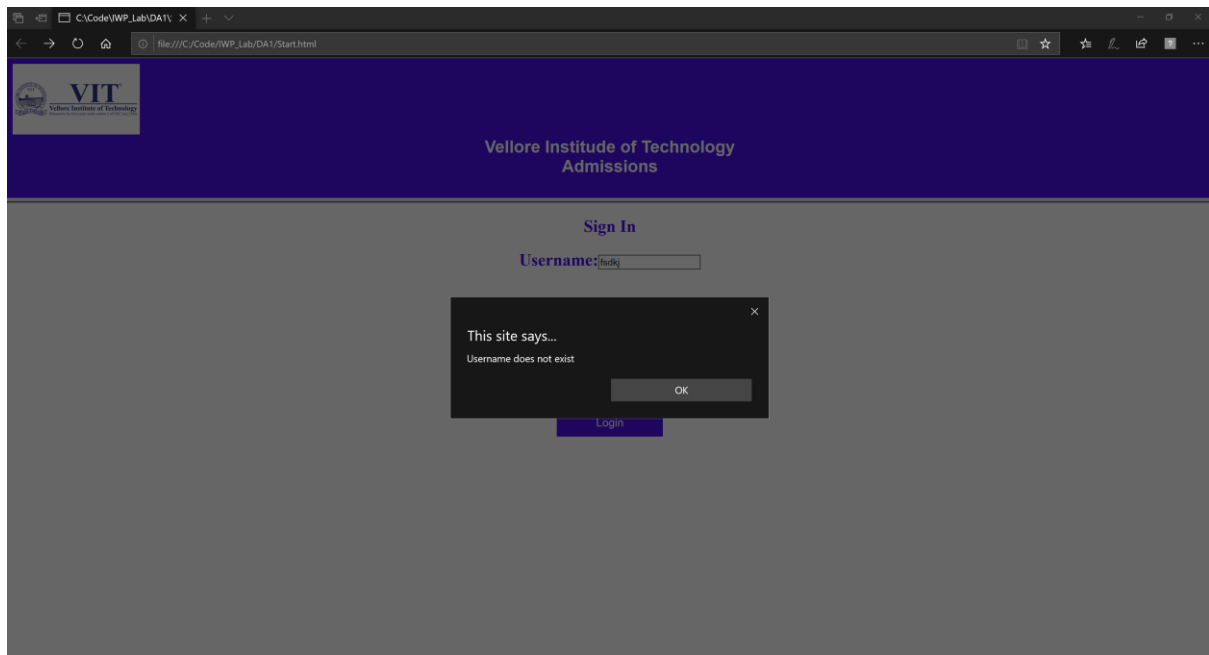 C:\Code\IWP_Lab\DA1\
file:///C:/Code/IWP_Lab/DA1/Start.html
VIT
Vellore Institute of Technology
Vellore Institude of Technology
Admissions
Sign In
Username: fsdkj
This site says...
Username does not exist
OK
Login